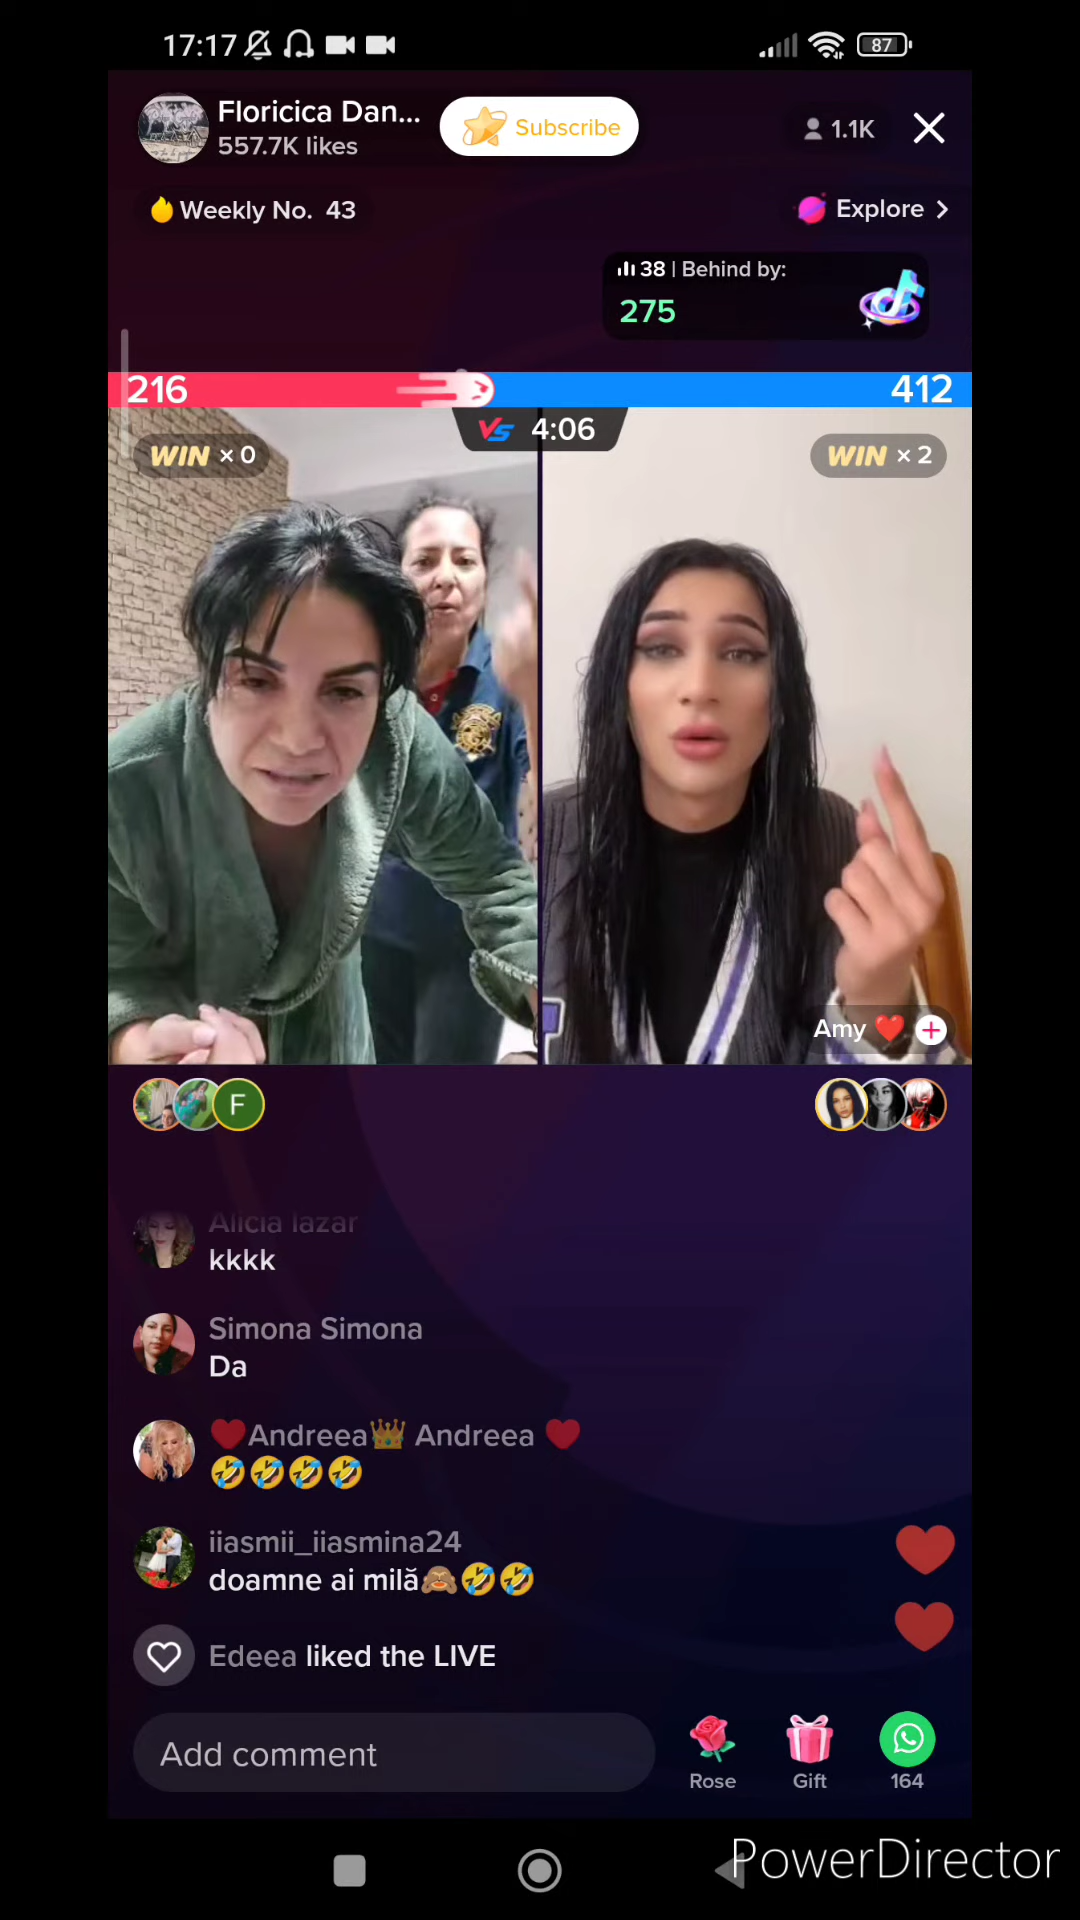 17:17
87
Floricica Dan...
557.7K likes
Subscribe
1.1K
Weekly No. 43
Explore
38 | Behind by:
275
216
412
VS 4:06
WIN × 0
WIN × 2
Amy ❤️
F
Alicia lazar
kkkk
Simona Simona
Da
❤️Andreea👑 Andreea ❤️
🤣🤣🤣🤣
iiasmii_iiasmina24
doamne ai milă🙈🤣🤣
Edeea liked the LIVE
Add comment
Rose
Gift
164
PowerDirector